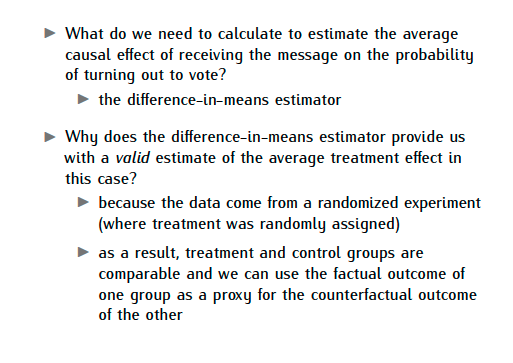 What do we need to calculate to estimate the average
causal effect of receiving the message on the probability
of turning out to vote?
the difference-in-means estimator
Why does the difference-in-means estimator provide us
with a valid estimate of the average treatment effect in
this case?
because the data come from a randomized experiment
(where treatment was randomly assigned)
as a result, treatment and control groups are
comparable and we can use the factual outcome of
one group as a proxy for the counterfactual outcome
of the other